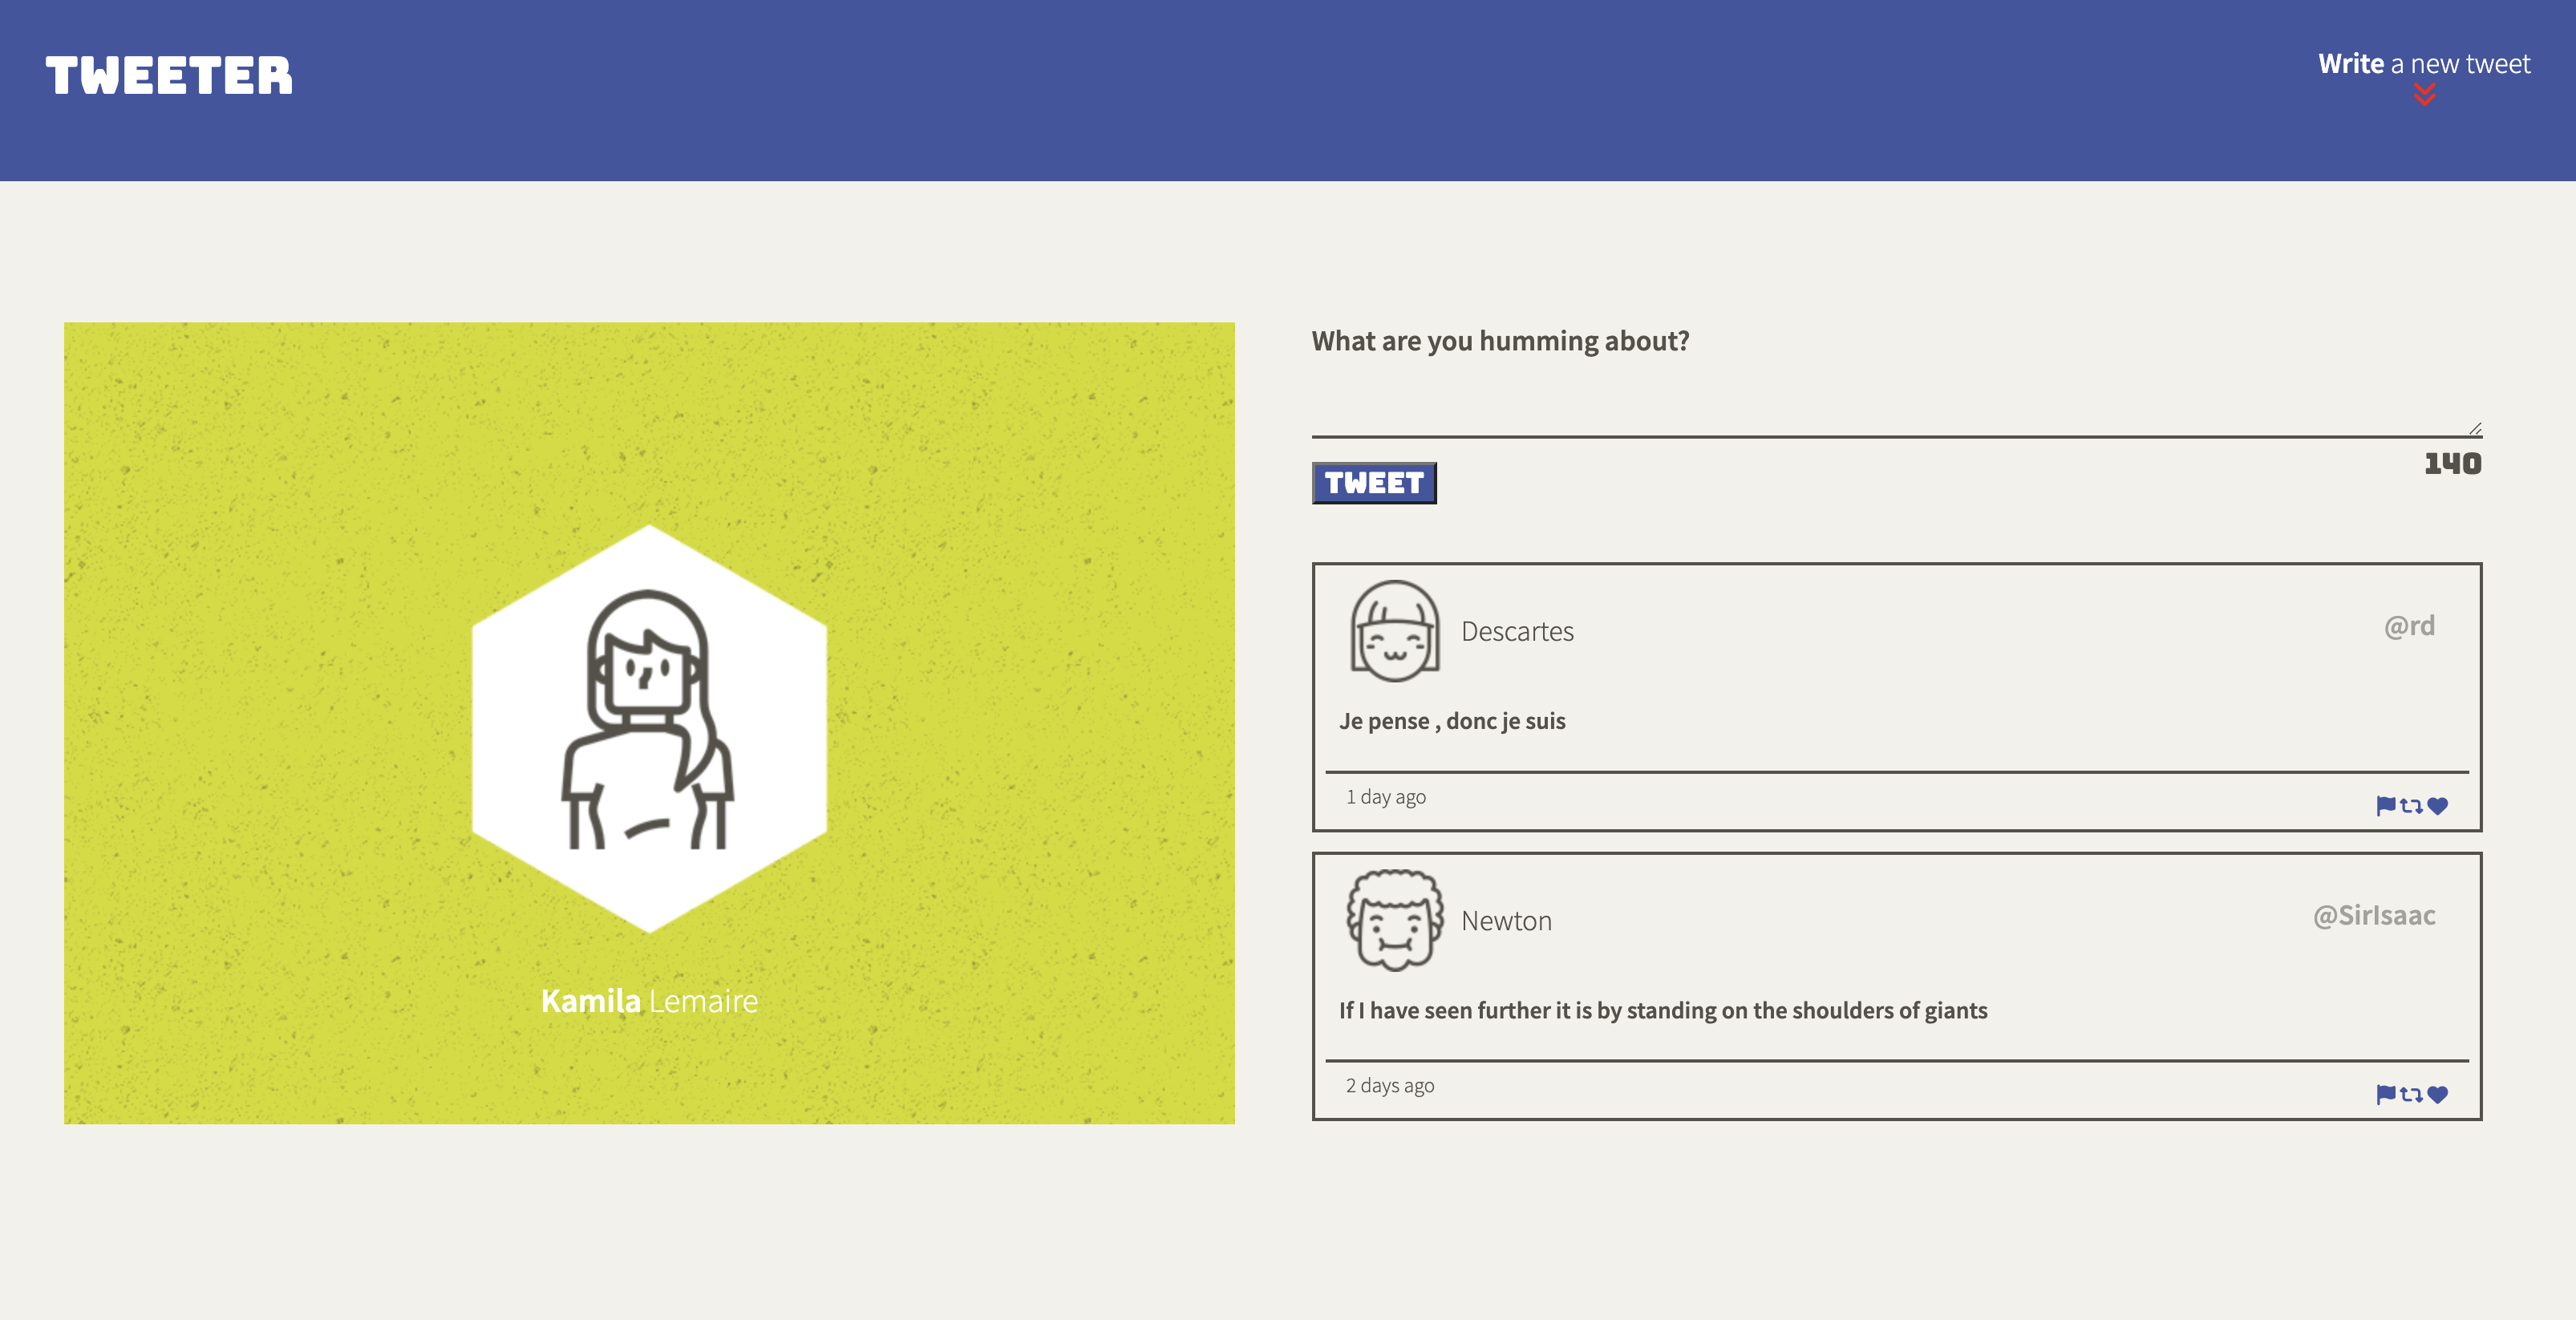 TWEETER
Write a new tweet
Kamila Lemaire
What are you humming about?
TWEET
140
Descartes
@rd
Je pense , donc je suis
1 day ago
Newton
@SirIsaac
If I have seen further it is by standing on the shoulders of giants
2 days ago